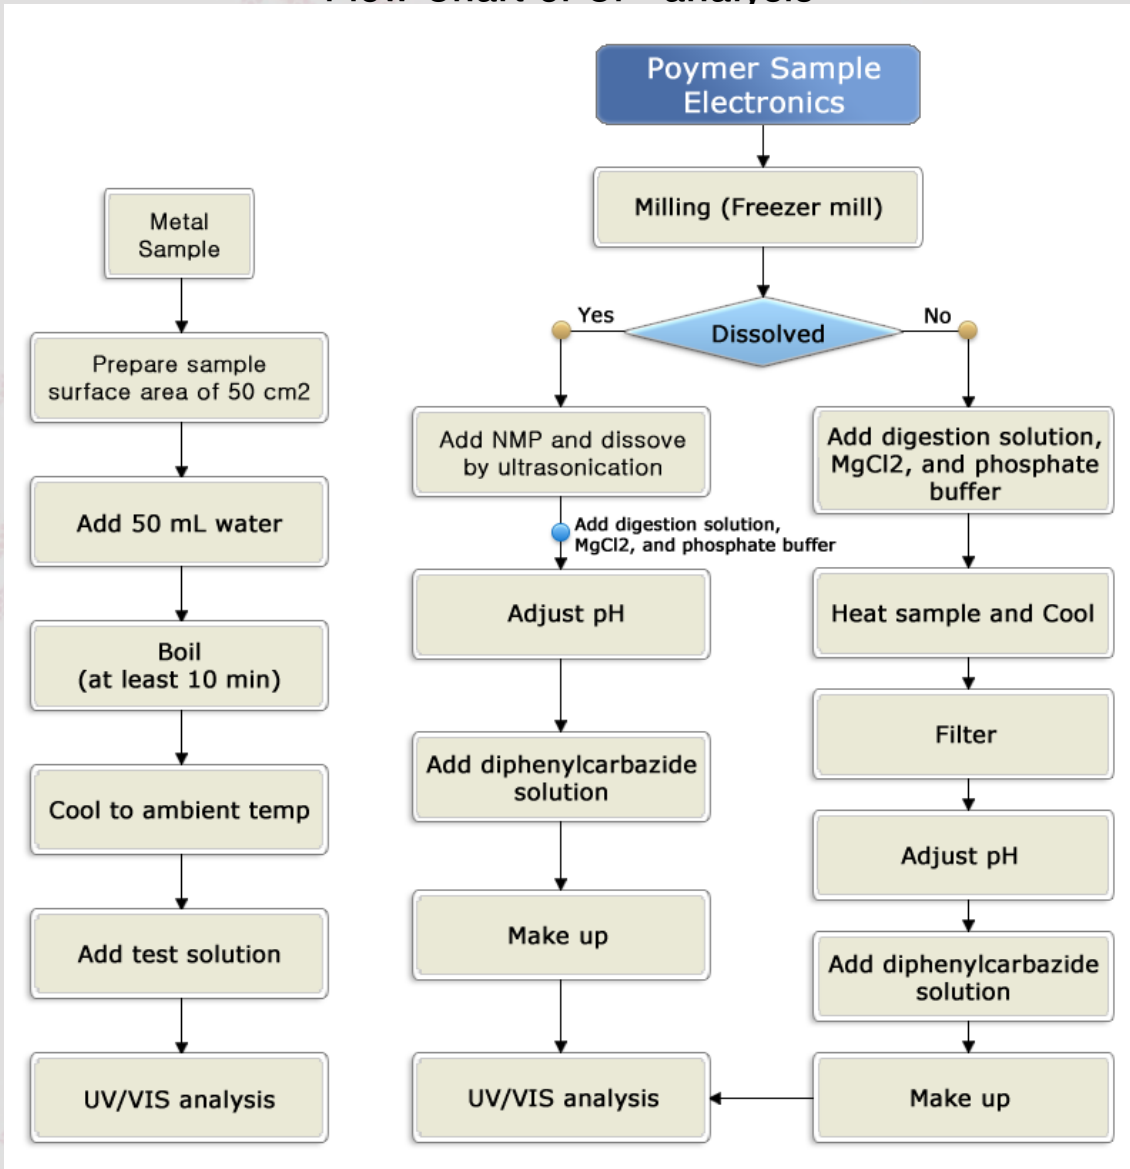 Poymer Sample
Electronics
Milling (Freezer mill)
Dissolved
Yes
No
Metal
Sample
Prepare sample
surface area of 50 cm2
Add 50 mL water
Boil
(at least 10 min)
Cool to ambient temp
Add test solution
UV/VIS analysis
Add NMP and dissove
by ultrasonication
Add digestion solution,
MgCl2, and phosphate buffer
Adjust pH
Add diphenylcarbazide
solution
Make up
UV/VIS analysis
Add digestion solution,
MgCl2, and phosphate
buffer
Heat sample and Cool
Filter
Adjust pH
Add diphenylcarbazide
solution
Make up